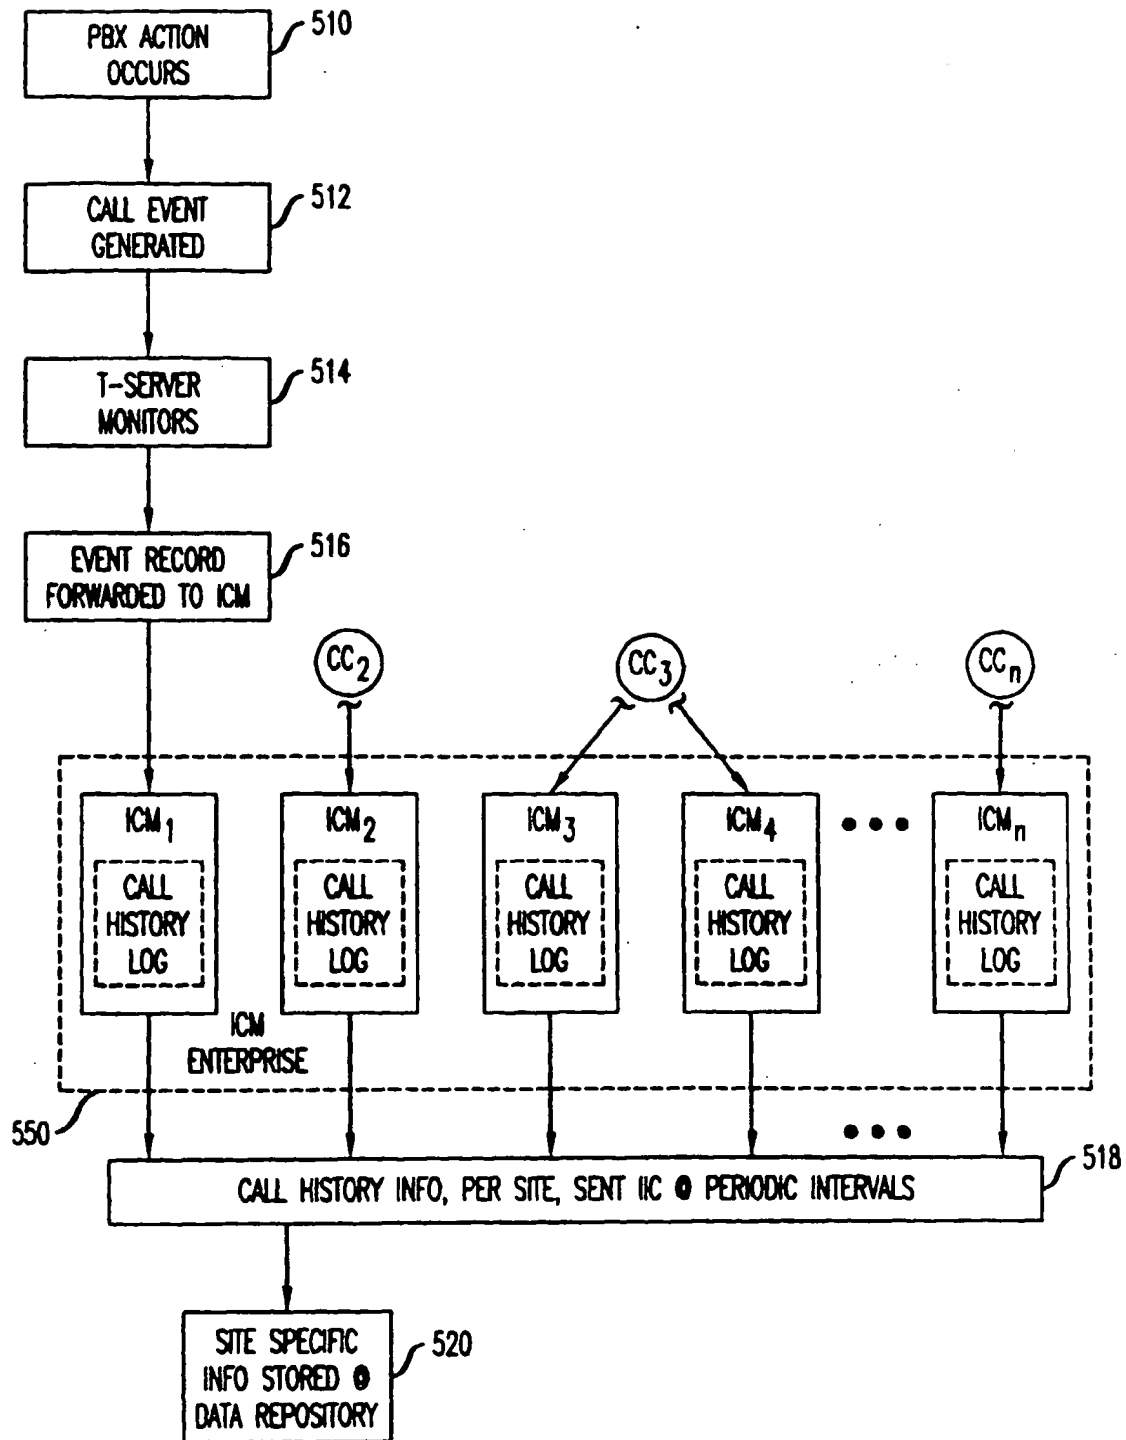 PBX ACTION
OCCURS
510
CALL EVENT
GENERATED
512
T-SERVER
MONITORS
514
EVENT RECORD
FORWARDED TO ICM
516
CC2
CC3
CCn
ICM1
CALL
HISTORY
LOG
ICM2
CALL
HISTORY
LOG
ICM3
CALL
HISTORY
LOG
ICM4
CALL
HISTORY
LOG
•••
ICMn
CALL
HISTORY
LOG
ICM
ENTERPRISE
550
•••
CALL HISTORY INFO, PER SITE, SENT IIC @ PERIODIC INTERVALS
518
SITE SPECIFIC
INFO STORED @
DATA REPOSITORY
520